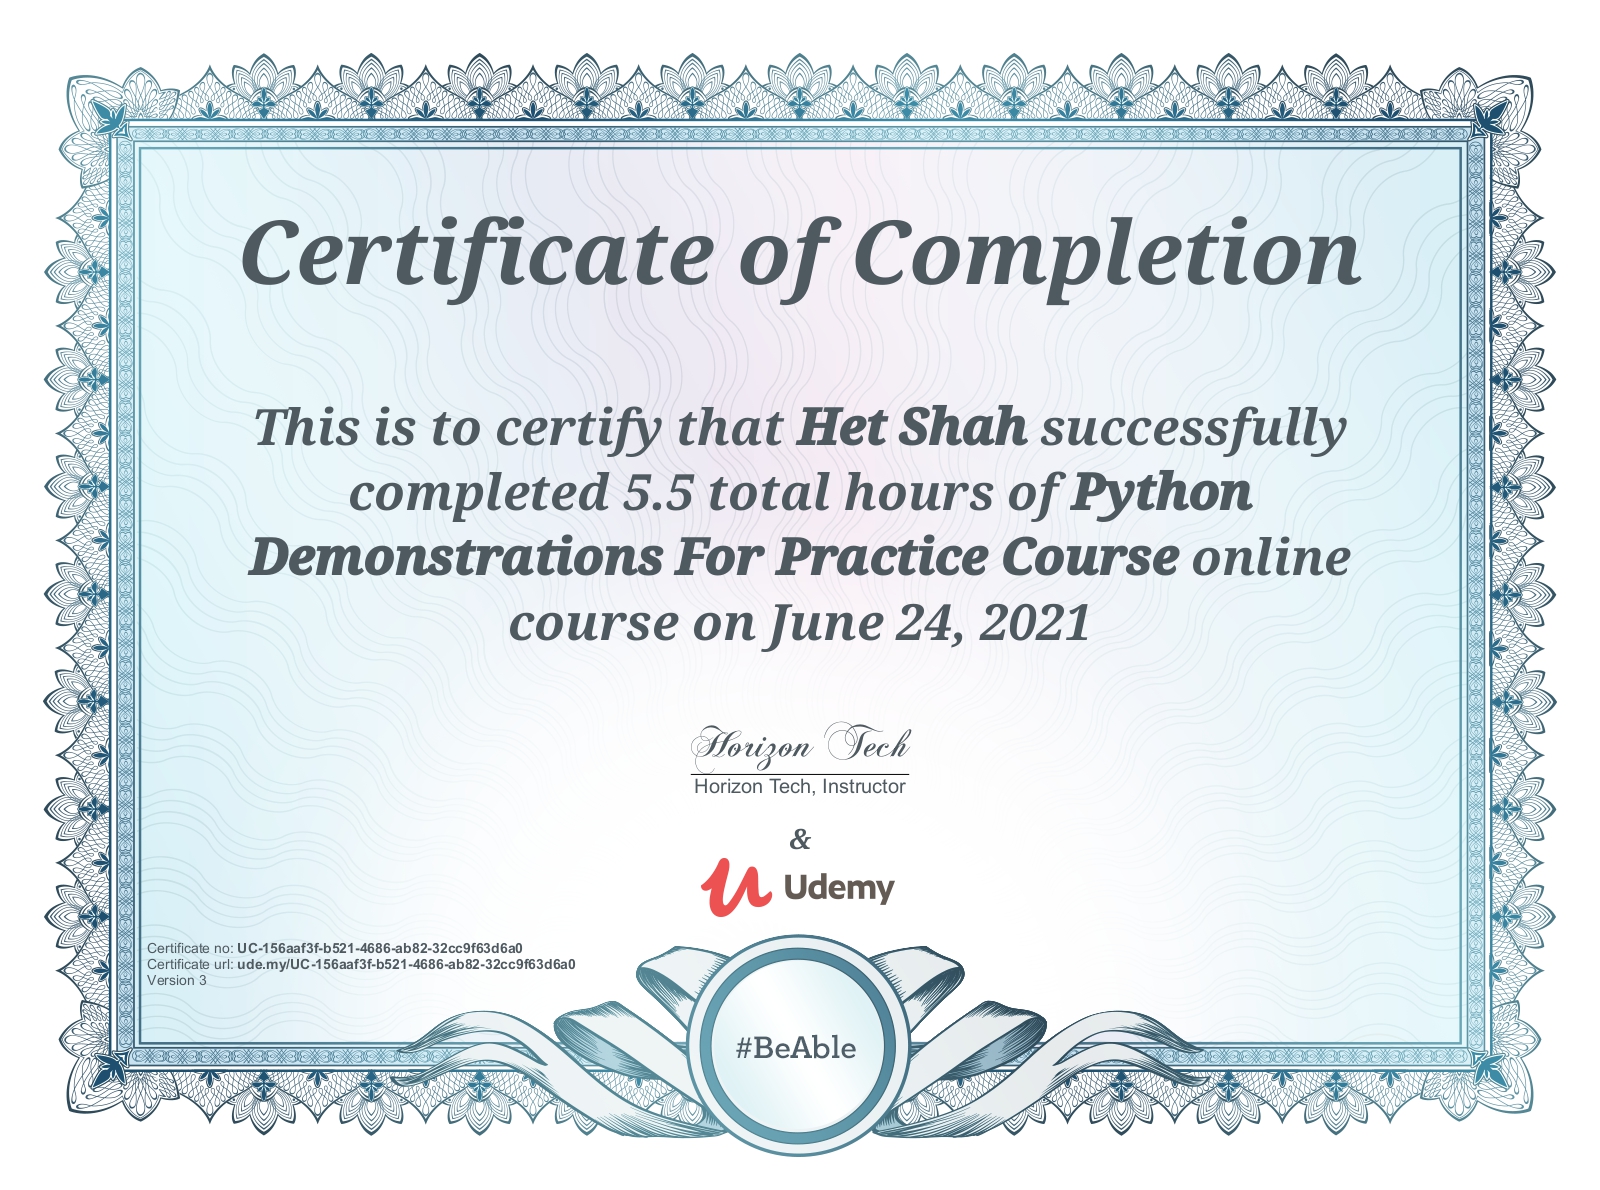 Certificate of Completion
This is to certify that Het Shah successfully
completed 5.5 total hours of Python
Demonstrations For Practice Course online
course on June 24, 2021
Horizon Tech
Horizon Tech, Instructor
&
Udemy
Certificate no: UC-156aaf3f-b521-4686-ab82-32cc9f63d6a0
Certificate url: ude.my/UC-156aaf3f-b521-4686-ab82-32cc9f63d6a0
Version 3
#BeAble